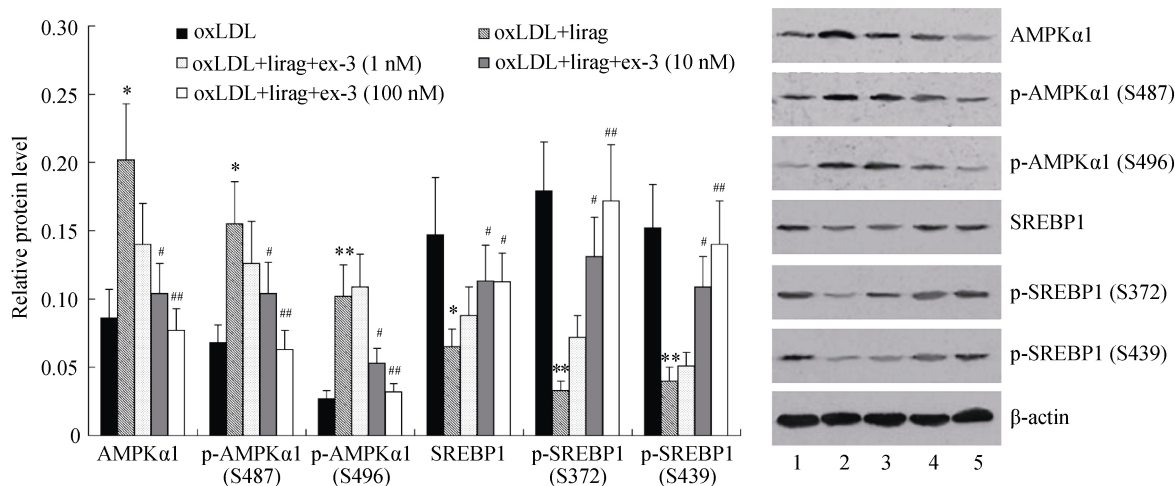 Relative protein level
0.30
0.25
0.20
0.15
0.10
0.05
0
oxLDL
oxLDL+lirag
oxLDL+lirag+ex-3 (1 nM)
oxLDL+lirag+ex-3 (10 nM)
oxLDL+lirag+ex-3 (100 nM)
*
#
##
*
#
##
**
#
##
*
#
#
**
#
##
**
#
##
AMPKα1
p-AMPKα1
(S487)
p-AMPKα1
(S496)
SREBP1
p-SREBP1
(S372)
p-SREBP1
(S439)
AMPKα1
p-AMPKα1 (S487)
p-AMPKα1 (S496)
SREBP1
p-SREBP1 (S372)
p-SREBP1 (S439)
β-actin
1 2 3 4 5